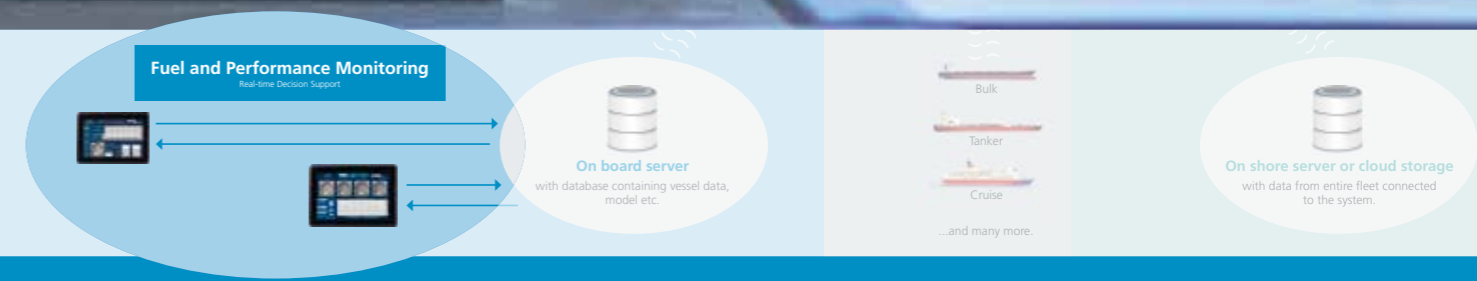 Fuel and Performance Monitoring
Real-time Decision Support
On board server
with database containing vessel data,
model etc.
Bulk
Tanker
Cruise
...and many more.
On shore server or cloud storage
with data from entire fleet connected
to the system.